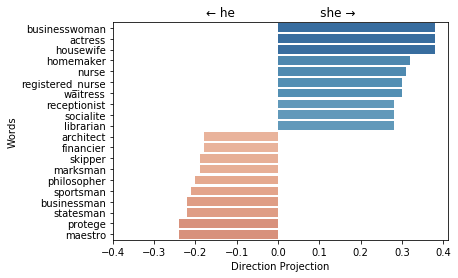 ← he she →
businesswoman
actress
housewife
homemaker
nurse
registered_nurse
waitress
receptionist
socialite
librarian
architect
financier
skipper
marksman
philosopher
sportsman
businessman
statesman
protege
maestro
Words
−0.4 −0.3 −0.2 −0.1 0.0 0.1 0.2 0.3 0.4
Direction Projection